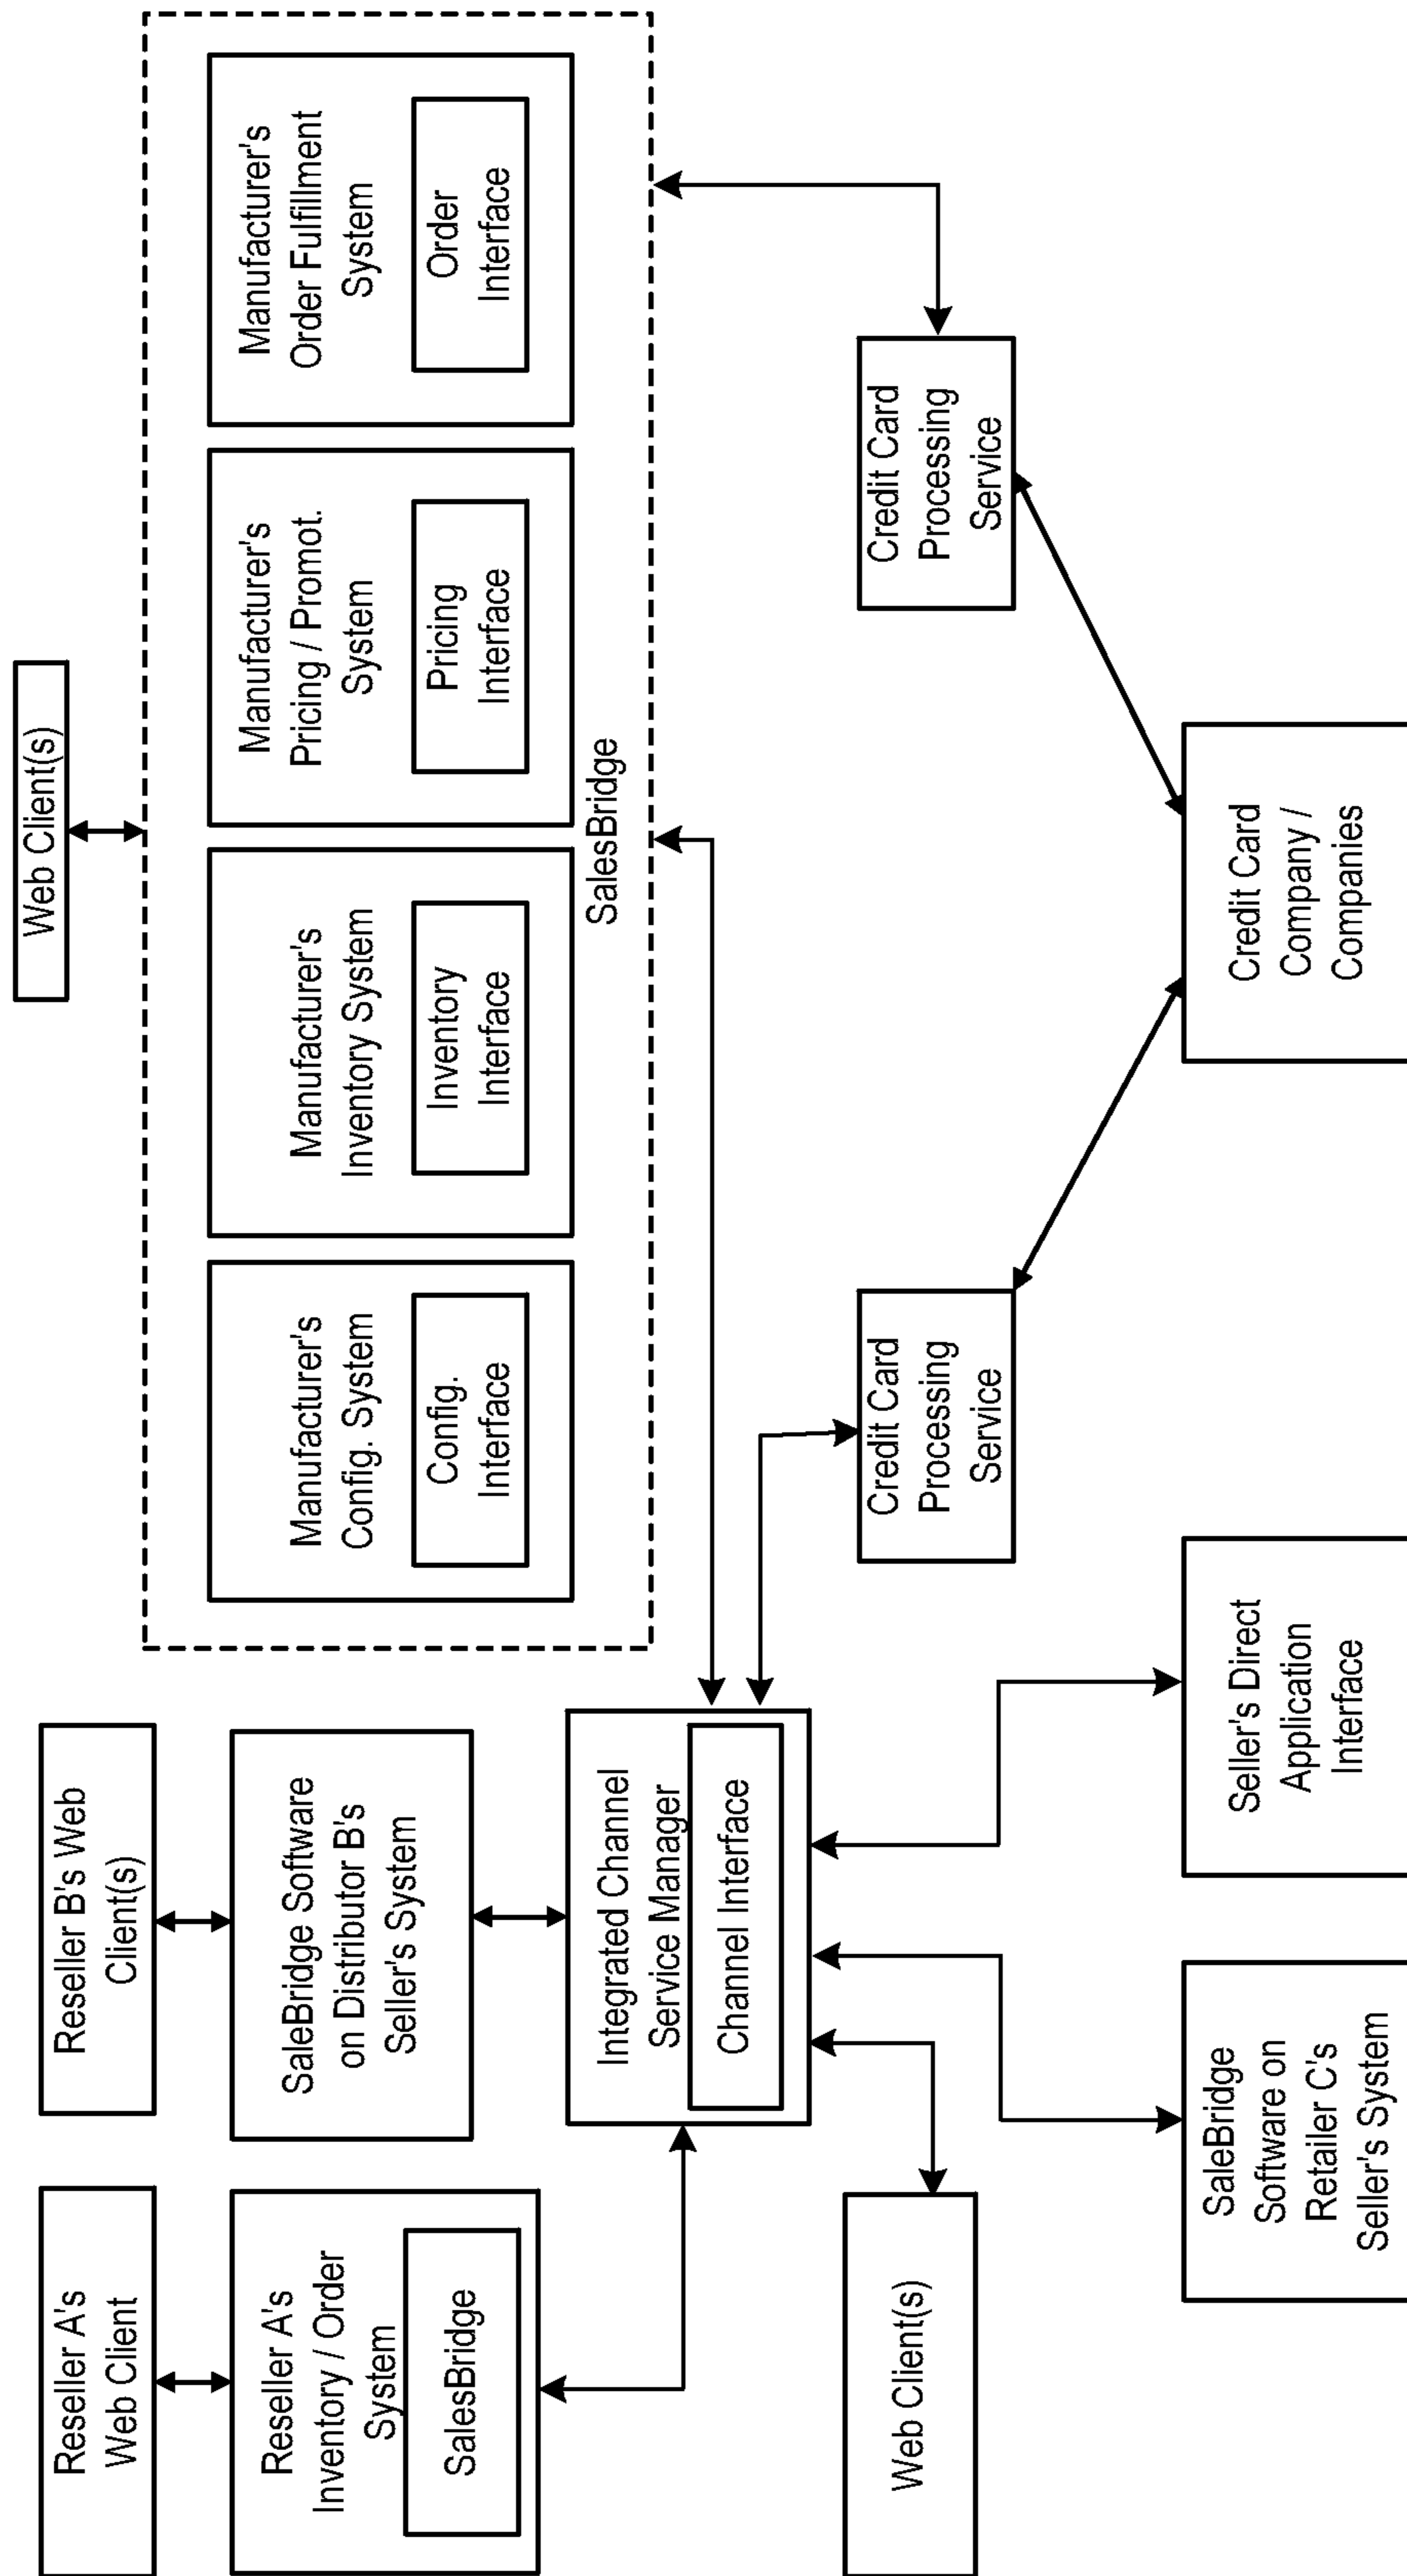 Reseller A's
Web Client
Reseller B's Web
Client(s)
Web Client(s)
Reseller A's
Inventory / Order
System
SalesBridge
SaleBridge Software
on Distributor B's
Seller's System
Manufacturer's
Config. System
Config.
Interface
Manufacturer's
Inventory System
Inventory
Interface
Manufacturer's
Pricing / Promot.
System
Pricing
Interface
Manufacturer's
Order Fulfillment
System
Order
Interface
SalesBridge
Integrated Channel
Service Manager
Channel Interface
Web Client(s)
Credit Card
Processing
Service
Credit Card
Processing
Service
SaleBridge
Software on
Retailer C's
Seller's System
Seller's Direct
Application
Interface
Credit Card
Company /
Companies